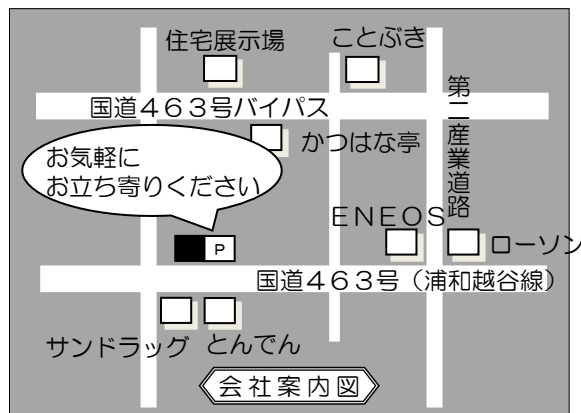 住宅展示場
ことぶき
国道４６３号バイパス
第二産業道路
かつはな亭
お気軽に
お立ち寄りください
ＥＮＥＯＳ
P
ローソン
国道４６３号（浦和越谷線）
サンドラッグ
とんでん
会社案内図